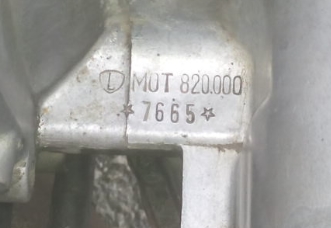 Ⓛ MOT 820.000
☆ 7665 ☆